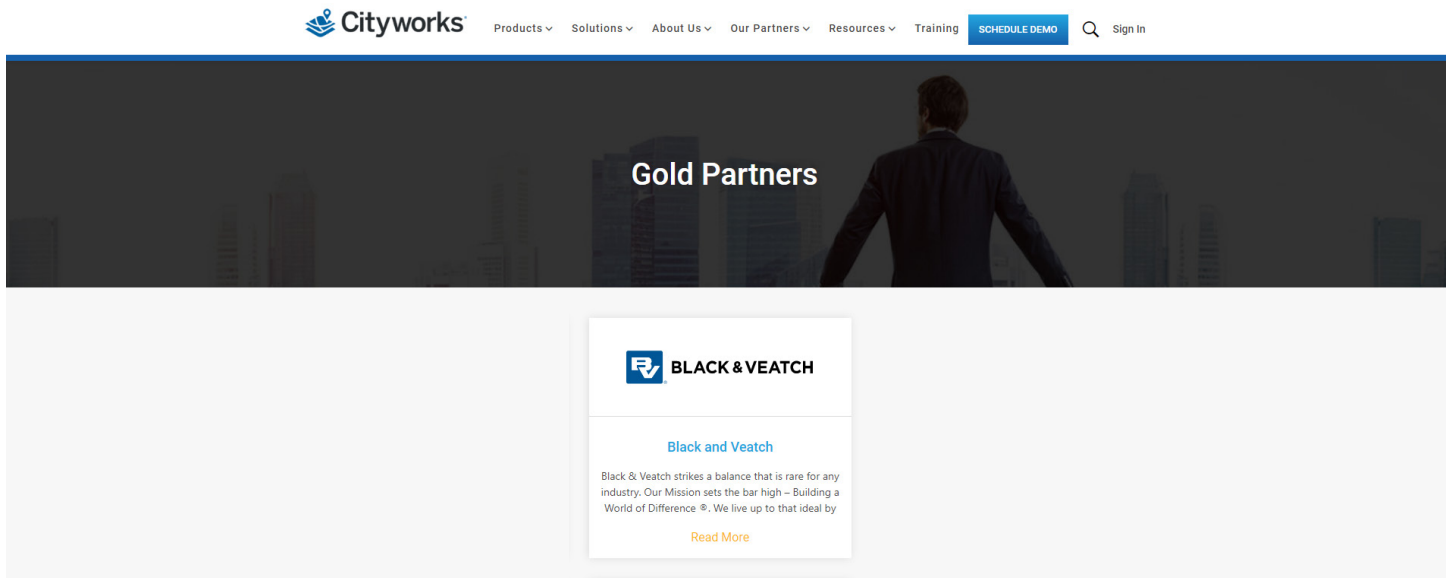 Cityworks Products Solutions About Us Our Partners Resources Training SCHEDULE DEMO Sign In
Gold Partners
BV BLACK & VEATCH
Black and Veatch
Black & Veatch strikes a balance that is rare for any
industry. Our Mission sets the bar high – Building a
World of Difference ®. We live up to that ideal by
Read More